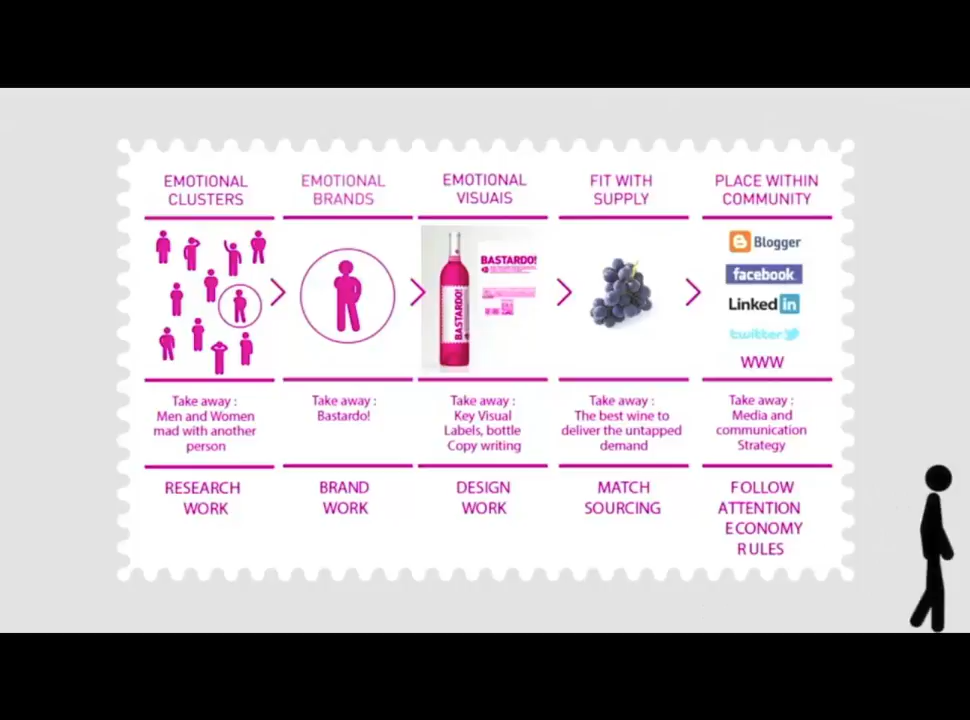 EMOTIONAL
CLUSTERS
EMOTIONAL
BRANDS
EMOTIONAL
VISUAIS
FIT WITH
SUPPLY
PLACE WITHIN
COMMUNITY
BASTARDO!
BASTARDO!
Blogger
facebook
Linked in
twitter
WWW
Take away :
Men and Women
mad with another
person
Take away :
Bastardo!
Take away :
Key Visual
Labels, bottle
Copy writing
Take away :
The best wine to
deliver the untapped
demand
Take away :
Media and
communication
Strategy
RESEARCH
WORK
BRAND
WORK
DESIGN
WORK
MATCH
SOURCING
FOLLOW
ATTENTION
ECONOMY
RULES